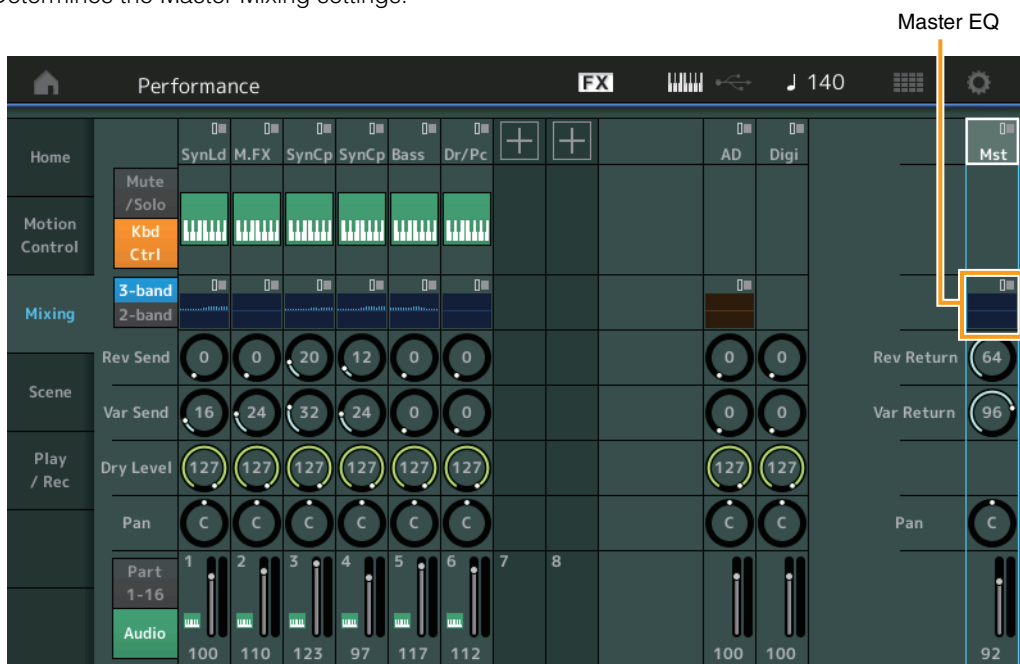 Determines the Master Mixing settings.
Master EQ
Performance FX 140
SynLd M.FX SynCp SynCp Bass Dr/Pc AD Digi Mst
Home
Mute
/Solo
Motion
Control
Kbd
Ctrl
3-band
2-band
Mixing
Rev Send 0 0 20 12 0 0 0 0 Rev Return 64
Scene
Var Send 16 24 32 24 0 0 0 0 Var Return 96
Play
/ Rec
Dry Level 127 127 127 127 127 127 127 127
Pan C C C C C C C C Pan C
1 2 3 4 5 6 7 8
Part
1-16
Audio
100 110 123 97 117 112 100 100 92